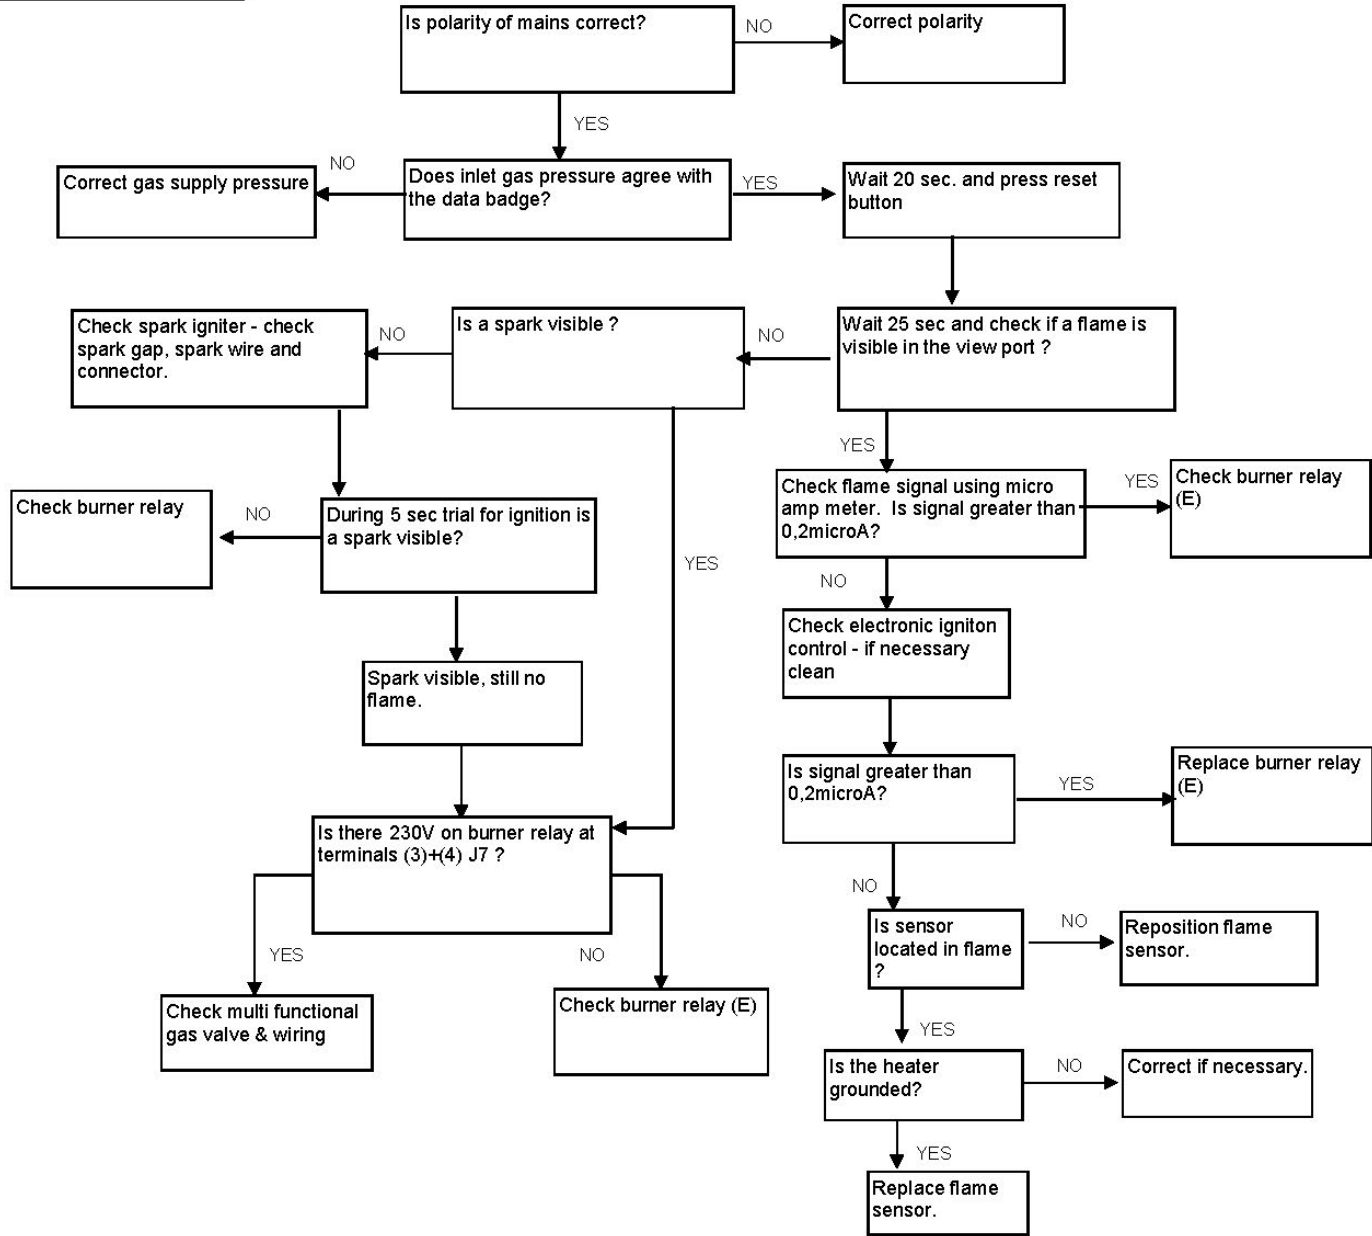 Is polarity of mains correct?
NO
Correct polarity
YES
Does inlet gas pressure agree with
the data badge?
NO
Correct gas supply pressure
YES
Wait 20 sec. and press reset
button
Wait 25 sec and check if a flame is
visible in the view port ?
NO
Is a spark visible ?
NO
Check spark igniter - check
spark gap, spark wire and
connector.
During 5 sec trial for ignition is
a spark visible?
NO
Check burner relay
Spark visible, still no
flame.
YES
Is there 230V on burner relay at
terminals (3)+(4) J7 ?
YES
Check multi functional
gas valve & wiring
NO
Check burner relay (E)
YES
Check flame signal using micro
amp meter. Is signal greater than
0,2microA?
YES
Check burner relay
(E)
NO
Check electronic igniton
control - if necessary
clean
Is signal greater than
0,2microA?
YES
Replace burner relay
(E)
NO
Is sensor
located in flame
?
NO
Reposition flame
sensor.
YES
Is the heater
grounded?
NO
Correct if necessary.
YES
Replace flame
sensor.